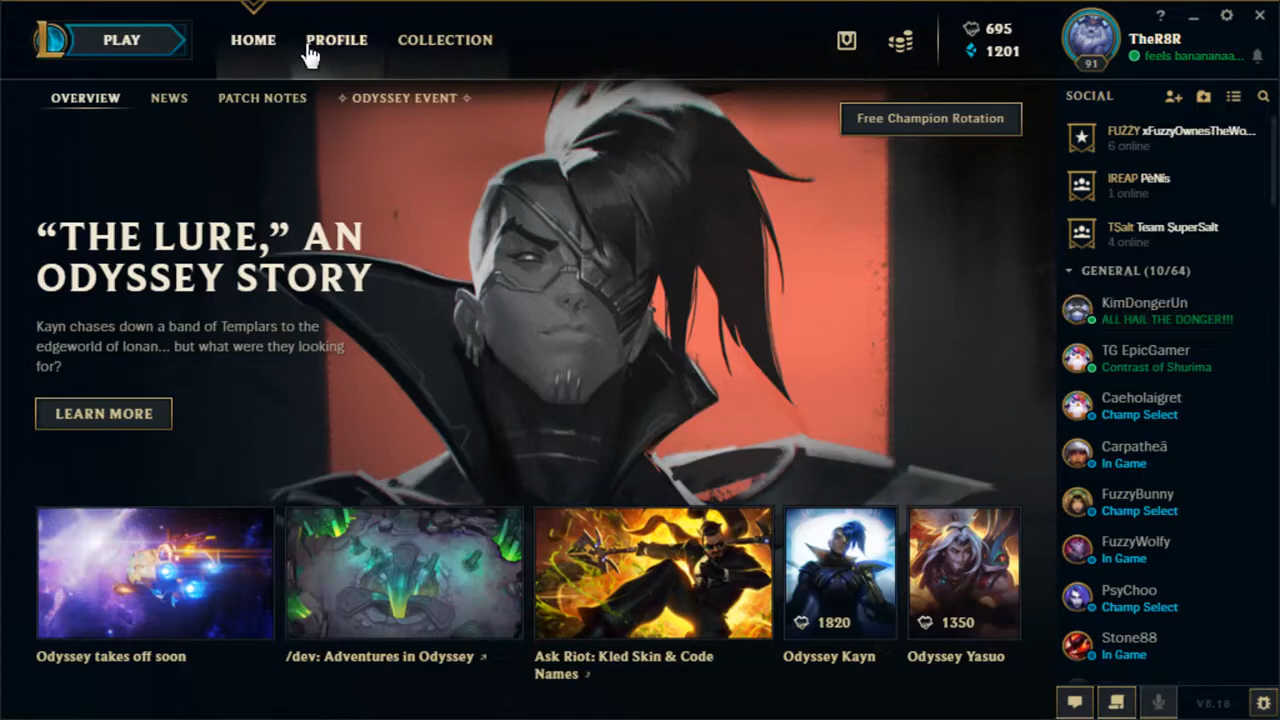 PLAY
HOME
PROFILE
COLLECTION
695
1201
?
91
TheR8R
feels banananaa...
OVERVIEW
NEWS
PATCH NOTES
ODYSSEY EVENT
Free Champion Rotation
“THE LURE,” AN
ODYSSEY STORY
Kayn chases down a band of Templars to the
edgeworld of Ionan... but what were they looking
for?
LEARN MORE
Odyssey takes off soon
/dev: Adventures in Odyssey
Ask Riot: Kled Skin & Code
Names
1820
Odyssey Kayn
1350
Odyssey Yasuo
SOCIAL
FUZZY xFuzzyOwnesTheWo...
6 online
IREAP PèNis
1 online
T$alt Team $uperSalt
4 online
GENERAL (10/64)
KimDongerUn
ALL HAIL THE DONGER!!!
TG EpicGamer
Contrast of Shurima
Caeholaigret
Champ Select
Carpatheä
In Game
FuzzyBunny
Champ Select
FuzzyWolfy
In Game
PsyChoo
Champ Select
Stone88
In Game
V8.18